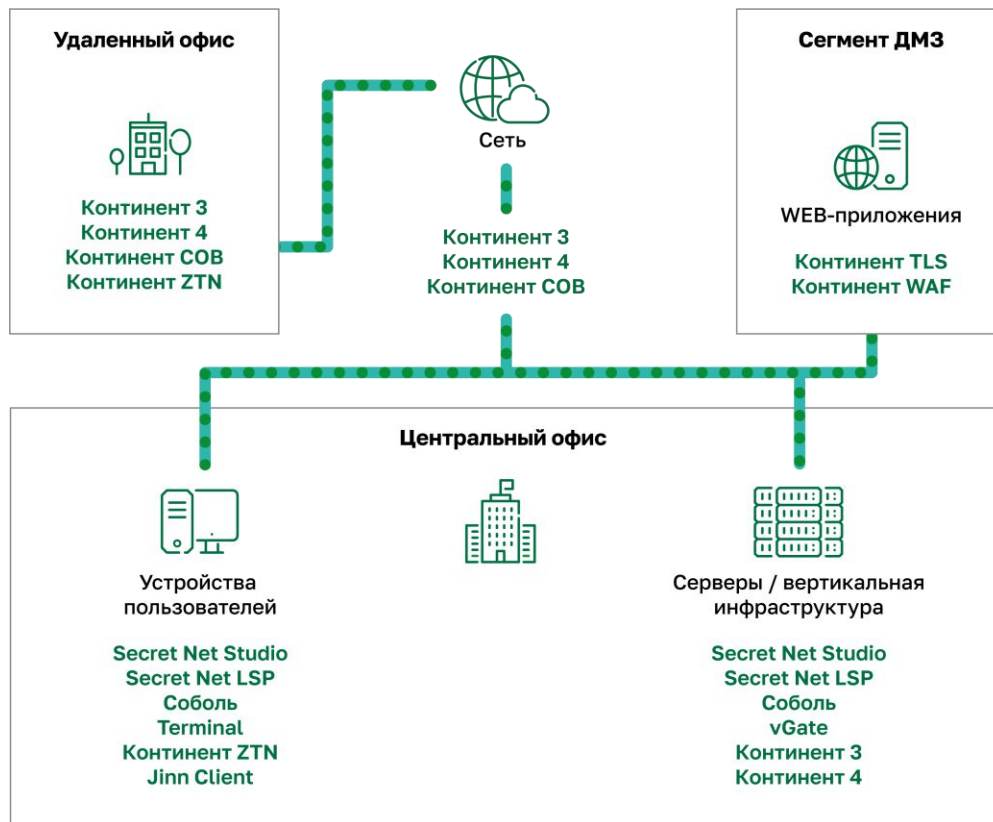 Удаленный офис
Континент 3
Континент 4
Континент СОВ
Континент ZTN
Сеть
Континент 3
Континент 4
Континент СОВ
Сегмент ДМЗ
WEB-приложения
Континент TLS
Континент WAF
Центральный офис
Устройства
пользователей
Secret Net Studio
Secret Net LSP
Соболь
Terminal
Континент ZTN
Jinn Client
Серверы / вертикальная
инфраструктура
Secret Net Studio
Secret Net LSP
Соболь
vGate
Континент 3
Континент 4